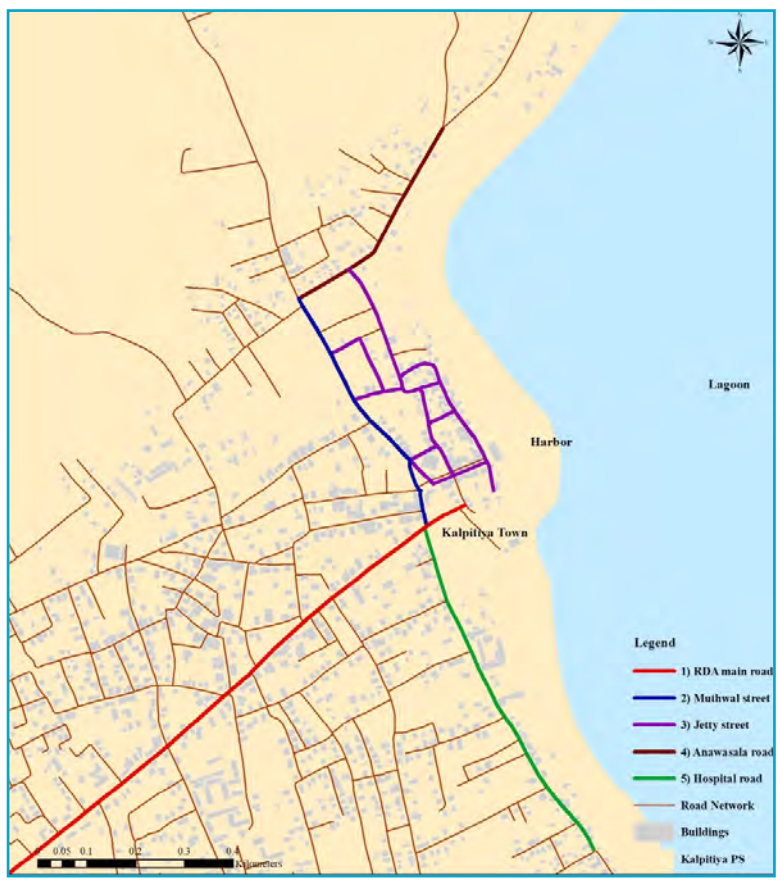 N
W
E
S
Lagoon
Harbor
Kalpitiya Town
Legend
1) RDA main road
2) Muthwal street
3) Jetty street
4) Anawasala road
5) Hospital road
Road Network
Buildings
Kalpitiya PS
0 0.05 0.1 0.2 0.3 0.4
Kilometers